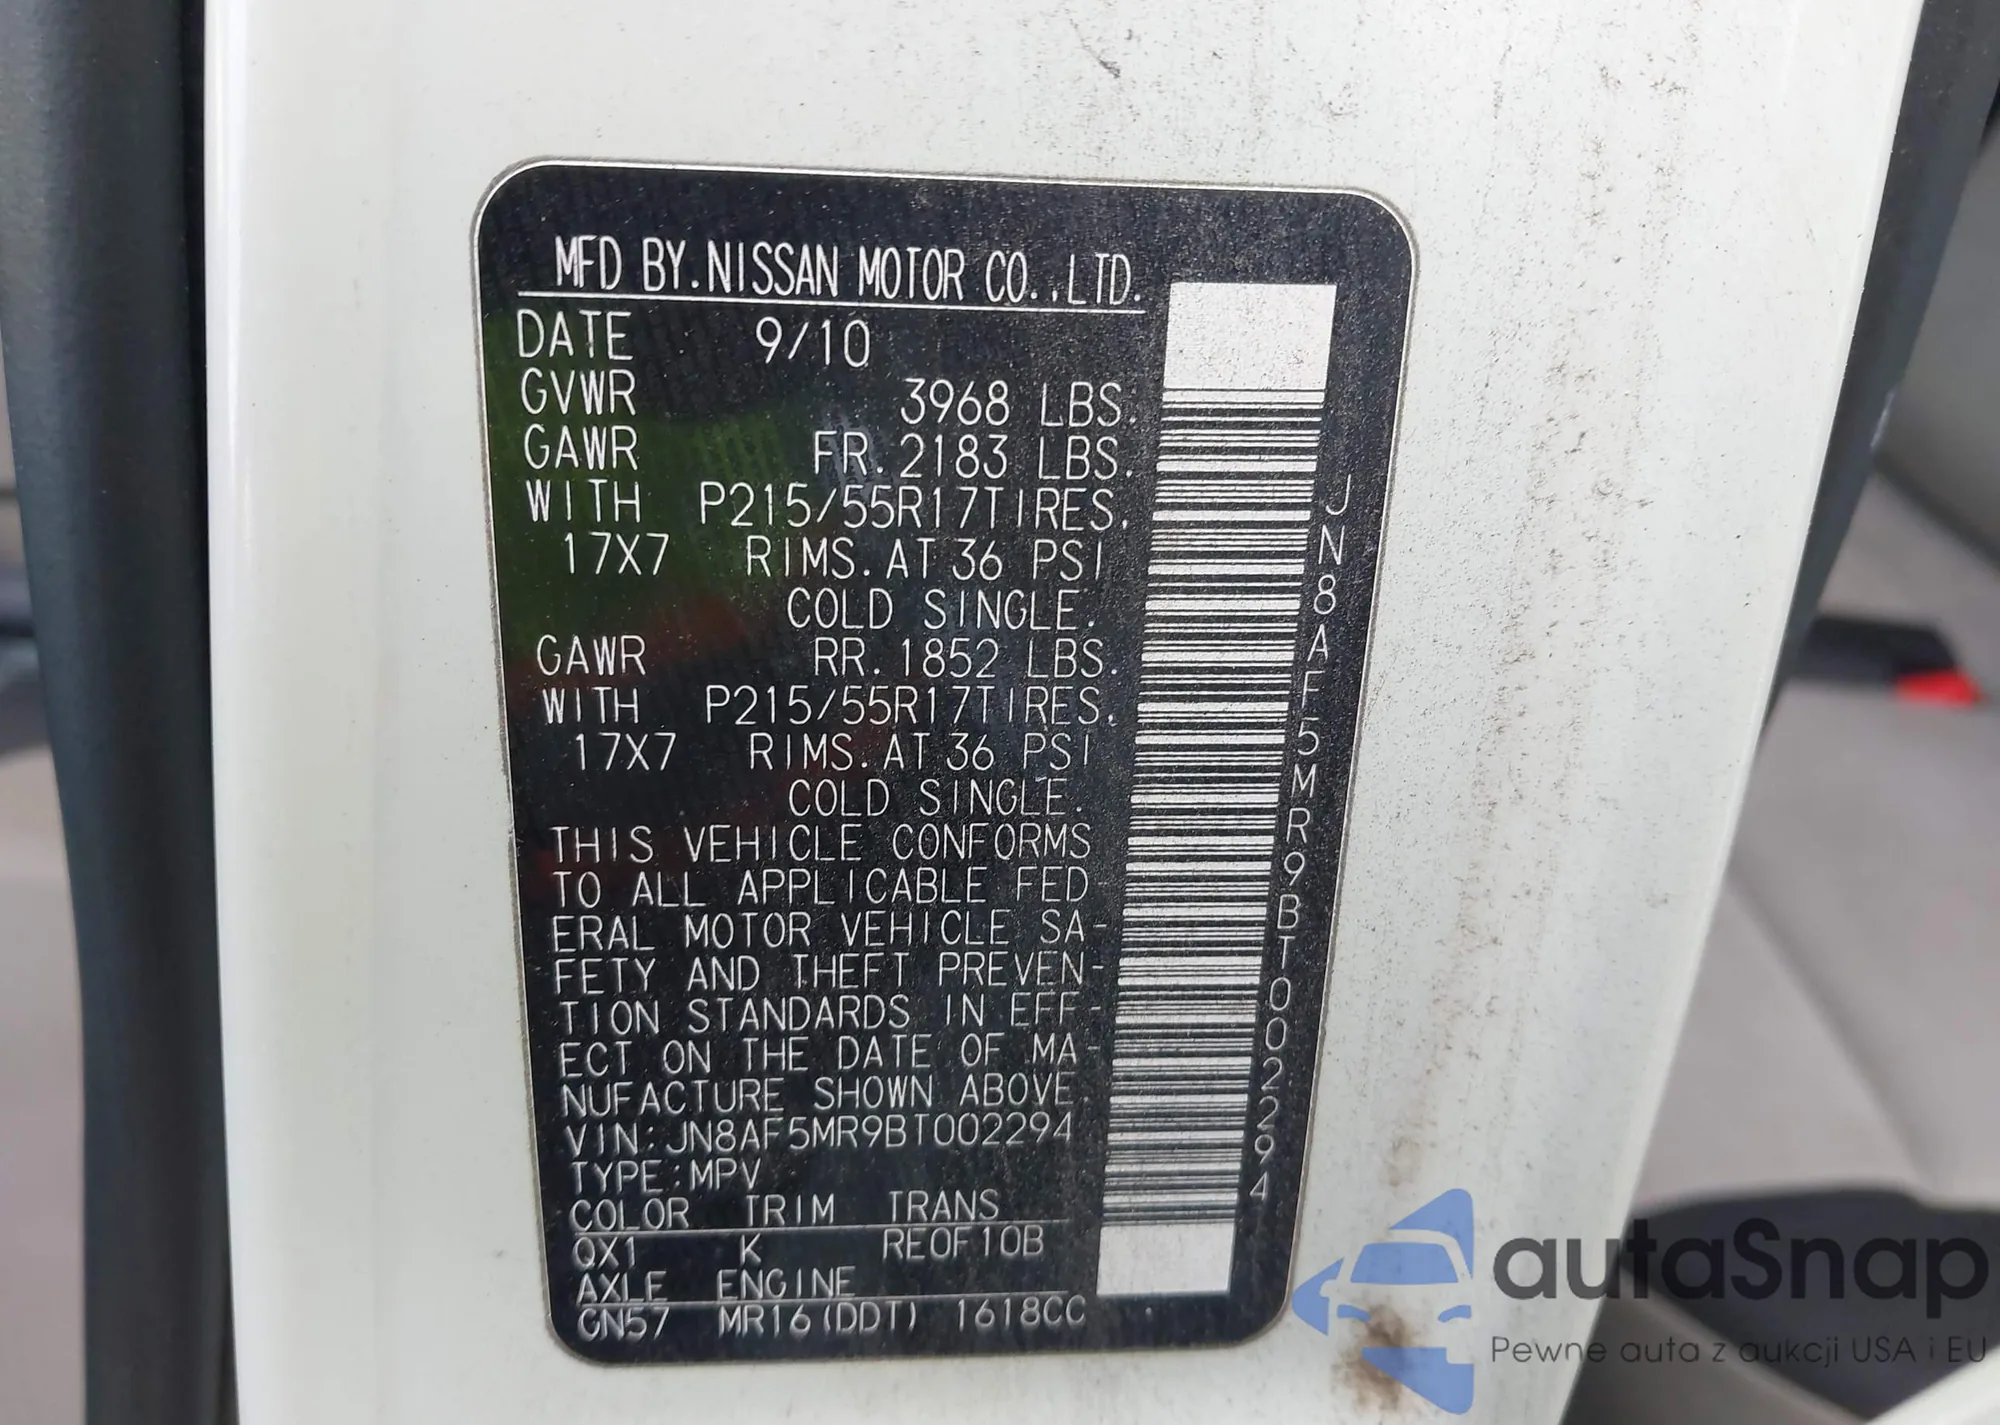 MFD BY.NISSAN MOTOR CO.,LTD.
DATE 9/10
GVWR 3968 LBS.
GAWR FR.2183 LBS.
WITH P215/55R17TIRES.
17X7 RIMS.AT 36 PSI
COLD SINGLE.
GAWR RR.1852 LBS.
WITH P215/55R17TIRES.
17X7 RIMS.AT 36 PSI
COLD SINGLE.
THIS VEHICLE CONFORMS
TO ALL APPLICABLE FED
ERAL MOTOR VEHICLE SA-
FETY AND THEFT PREVEN-
TION STANDARDS IN EFF-
ECT ON THE DATE OF MA-
NUFACTURE SHOWN ABOVE.
VIN:JN8AF5MR9BT002294
TYPE:MPV
COLOR TRIM TRANS
QX1 K RE0F10B
AXLE ENGINE
GN57 MR16(DDT) 1618CC
JN8AF5MR9BT002294
autaSnap
Pewne auta z aukcji USA i EU